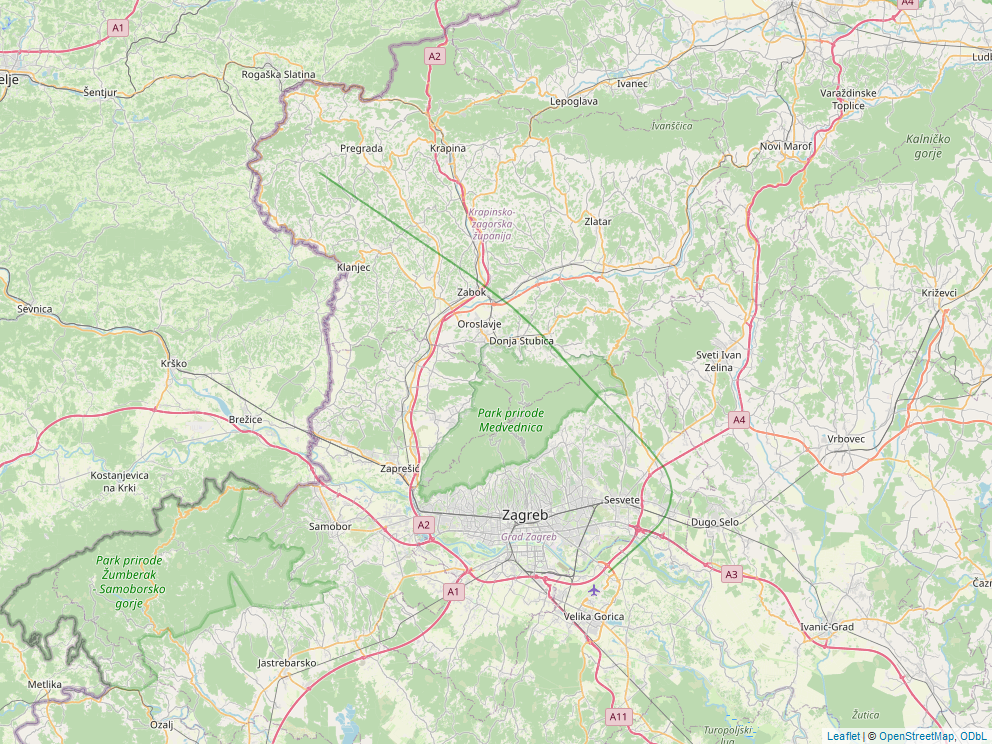 A4
A1
A2
elje
Rogaška Slatina
Šentjur
Ivanec
Lepoglava
Varaždinske
Toplice
Ludb
Ivanščica
Kalničko
gorje
Pregrada
Krapina
Novi Marof
Krapinsko-
zagorska
županija
Zlatar
Klanjec
Zabok
Križevci
Sevnica
Oroslavje
Donja Stubica
Sveti Ivan
Zelina
Krško
Brežice
Park prirode
Medvednica
A4
Vrbovec
Kostanjevica
na Krki
Zaprešić
Sesvete
Samobor
A2
Zagreb
Grad Zagreb
Dugo Selo
Park prirode
Žumberak
- Samoborsko
gorje
A1
A3
Čazm
Velika Gorica
Ivanić-Grad
Jastrebarsko
Metlika
Ozalj
A11
Žutica
Turopoljski
lug
Leaflet | © OpenStreetMap, ODbL